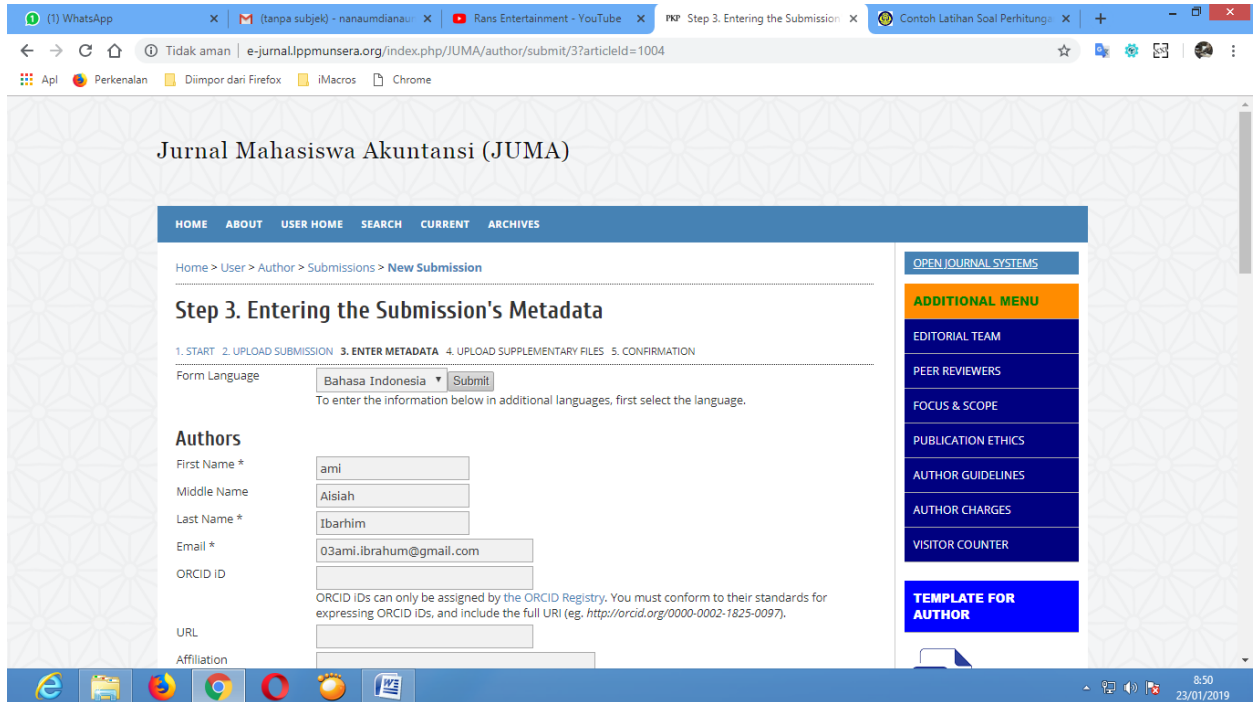 (1) WhatsApp
(tanpa subjek) - nanaumdianaur
Rans Entertainment - YouTube
PKP Step 3. Entering the Submission
Contoh Latihan Soal Perhitunga
Tidak aman | e-jurnal.lppmunsera.org/index.php/JUMA/author/submit/3?articleId=1004
Apl Perkenalan Diimpor dari Firefox iMacros Chrome
Jurnal Mahasiswa Akuntansi (JUMA)
HOME ABOUT USER HOME SEARCH CURRENT ARCHIVES
Home > User > Author > Submissions > New Submission
Step 3. Entering the Submission's Metadata
1. START 2. UPLOAD SUBMISSION 3. ENTER METADATA 4. UPLOAD SUPPLEMENTARY FILES 5. CONFIRMATION
Form Language Bahasa Indonesia Submit
To enter the information below in additional languages, first select the language.
Authors
First Name * ami
Middle Name Aisiah
Last Name * Ibarhim
Email * 03ami.ibrahum@gmail.com
ORCID iD
ORCID iDs can only be assigned by the ORCID Registry. You must conform to their standards for
expressing ORCID iDs, and include the full URI (eg. http://orcid.org/0000-0002-1825-0097).
URL
Affiliation
OPEN JOURNAL SYSTEMS
ADDITIONAL MENU
EDITORIAL TEAM
PEER REVIEWERS
FOCUS & SCOPE
PUBLICATION ETHICS
AUTHOR GUIDELINES
AUTHOR CHARGES
VISITOR COUNTER
TEMPLATE FOR
AUTHOR
8:50
23/01/2019